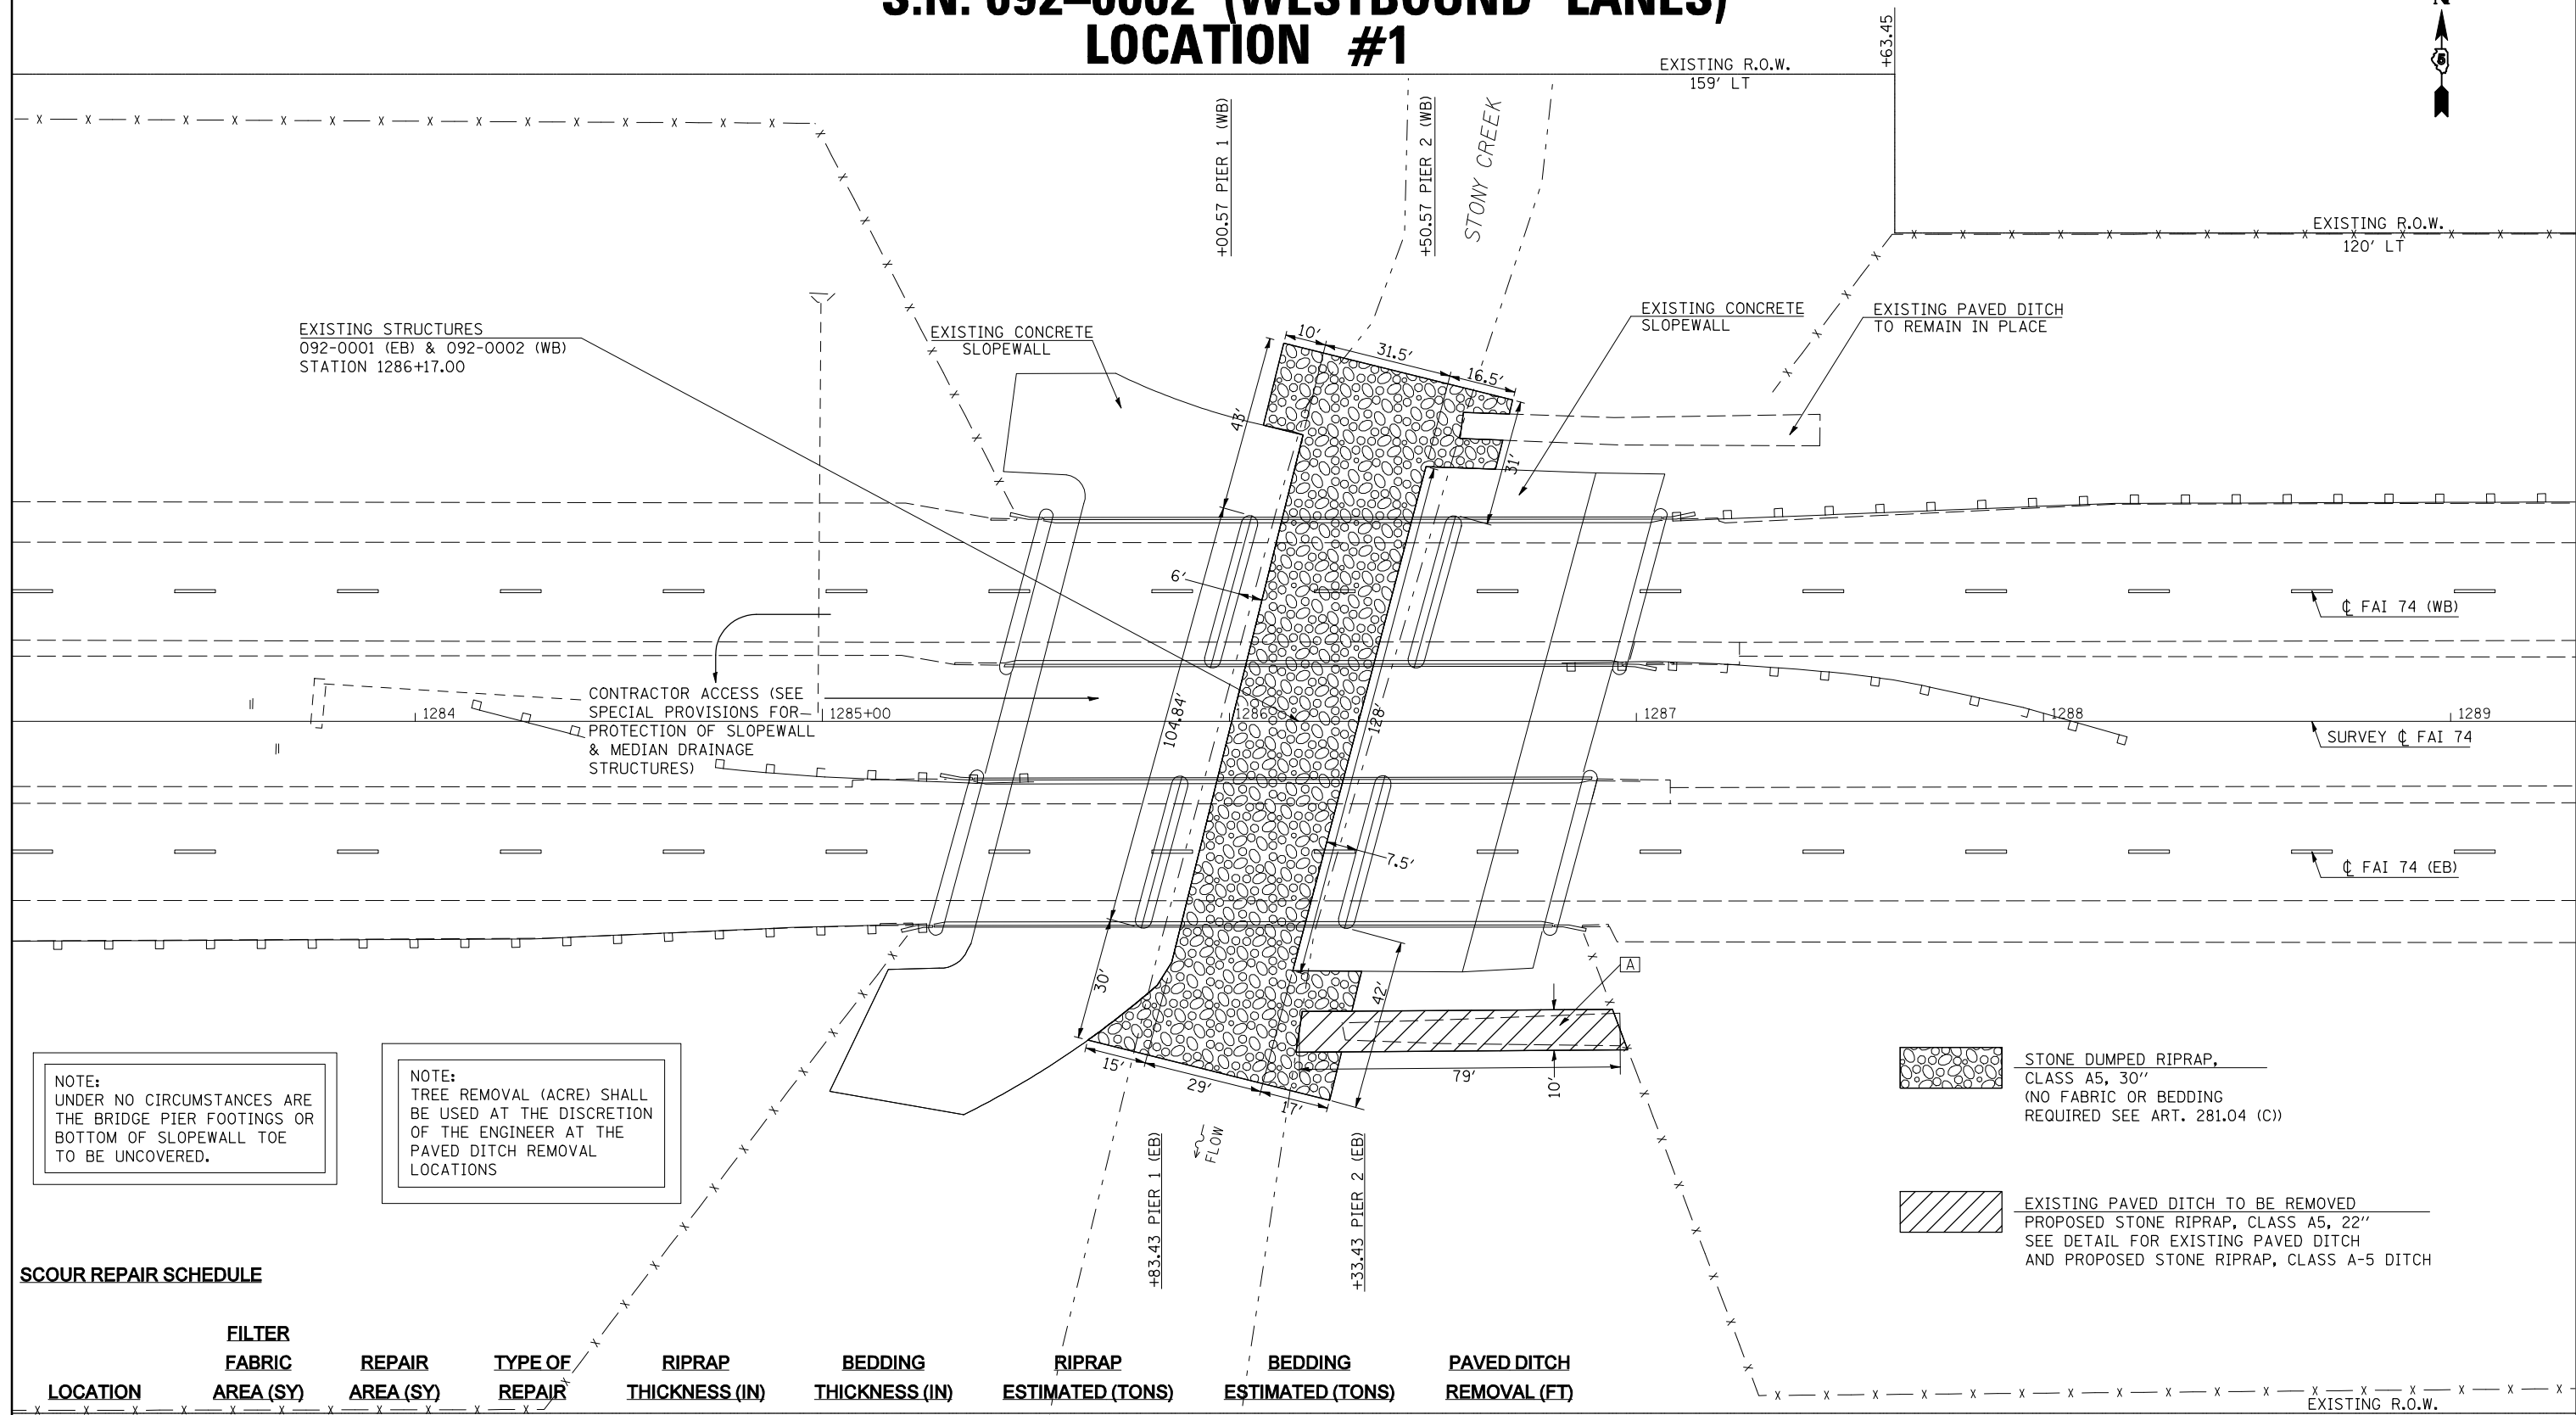 S.N. 092-0002 (WESTBOUND LANES)
LOCATION #1
N
5
+63.45
EXISTING R.O.W.
159' LT
+00.57 PIER 1 (WB)
+50.57 PIER 2 (WB)
STONY CREEK
EXISTING R.O.W.
120' LT
EXISTING STRUCTURES
092-0001 (EB) & 092-0002 (WB)
STATION 1286+17.00
EXISTING CONCRETE
SLOPEWALL
EXISTING CONCRETE
SLOPEWALL
EXISTING PAVED DITCH
TO REMAIN IN PLACE
10'
31.5'
16.5'
43'
31'
6'
℄ FAI 74 (WB)
CONTRACTOR ACCESS (SEE
SPECIAL PROVISIONS FOR
PROTECTION OF SLOPEWALL
& MEDIAN DRAINAGE
STRUCTURES)
104.84'
128'
1284
1285+00
1286
1287
1288
1289
SURVEY ℄ FAI 74
7.5'
℄ FAI 74 (EB)
30'
42'
A
15'
29'
17'
79'
10'
FLOW
+83.43 PIER 1 (EB)
+33.43 PIER 2 (EB)
NOTE:
UNDER NO CIRCUMSTANCES ARE
THE BRIDGE PIER FOOTINGS OR
BOTTOM OF SLOPEWALL TOE
TO BE UNCOVERED.
NOTE:
TREE REMOVAL (ACRE) SHALL
BE USED AT THE DISCRETION
OF THE ENGINEER AT THE
PAVED DITCH REMOVAL
LOCATIONS
STONE DUMPED RIPRAP,
CLASS A5, 30"
(NO FABRIC OR BEDDING
REQUIRED SEE ART. 281.04 (C))
EXISTING PAVED DITCH TO BE REMOVED
PROPOSED STONE RIPRAP, CLASS A5, 22"
SEE DETAIL FOR EXISTING PAVED DITCH
AND PROPOSED STONE RIPRAP, CLASS A-5 DITCH
SCOUR REPAIR SCHEDULE
FILTER
FABRIC REPAIR TYPE OF RIPRAP BEDDING RIPRAP BEDDING PAVED DITCH
LOCATION AREA (SY) AREA (SY) REPAIR THICKNESS (IN) THICKNESS (IN) ESTIMATED (TONS) ESTIMATED (TONS) REMOVAL (FT)
EXISTING R.O.W.